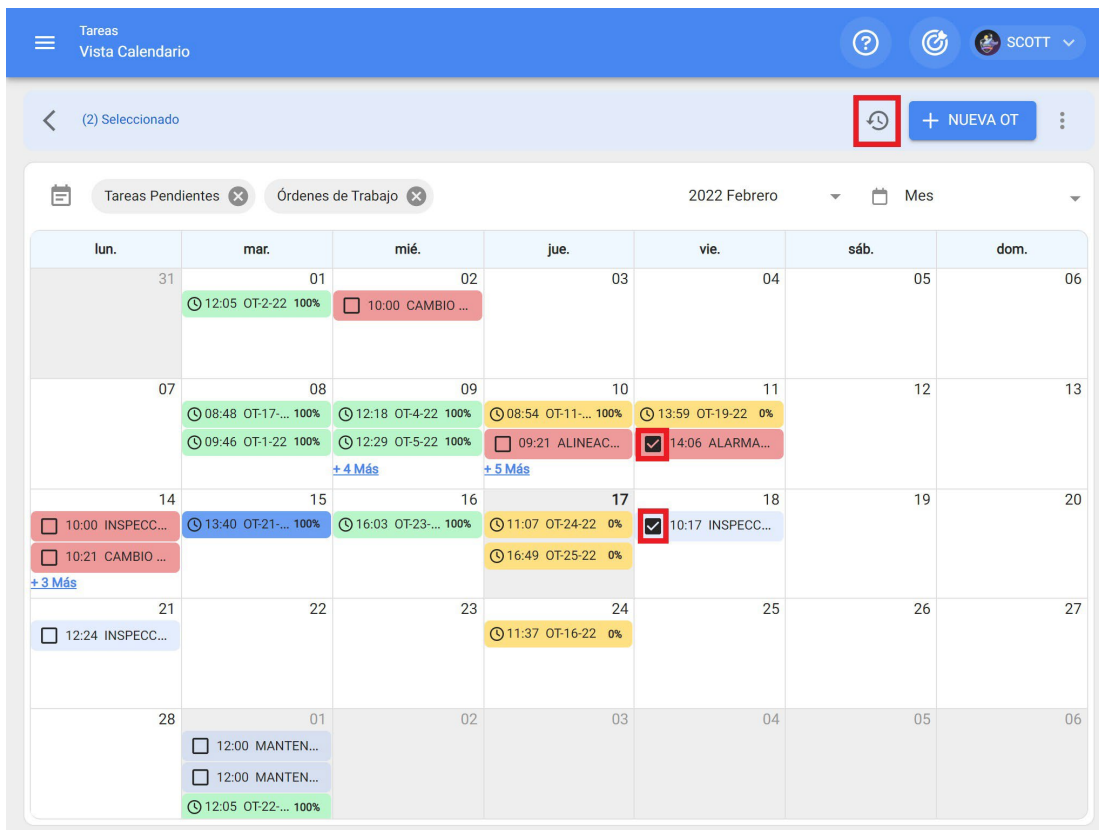 Tareas
Vista Calendario
SCOTT
(2) Seleccionado
+ NUEVA OT
Tareas Pendientes
Órdenes de Trabajo
2022 Febrero
Mes
lun. mar. mié. jue. vie. sáb. dom.
31 01 02 03 04 05 06
12:05 OT-2-22 100% 10:00 CAMBIO ...
07 08 09 10 11 12 13
08:48 OT-17-... 100% 12:18 OT-4-22 100% 08:54 OT-11-... 100% 13:59 OT-19-22 0%
09:46 OT-1-22 100% 12:29 OT-5-22 100% 09:21 ALINEAC... 14:06 ALARMA...
+ 4 Más + 5 Más
14 15 16 17 18 19 20
10:00 INSPECC... 13:40 OT-21-... 100% 16:03 OT-23-... 100% 11:07 OT-24-22 0% 10:17 INSPECC...
10:21 CAMBIO ... 16:49 OT-25-22 0%
+ 3 Más
21 22 23 24 25 26 27
12:24 INSPECC... 11:37 OT-16-22 0%
28 01 02 03 04 05 06
12:00 MANTEN...
12:00 MANTEN...
12:05 OT-22-... 100%